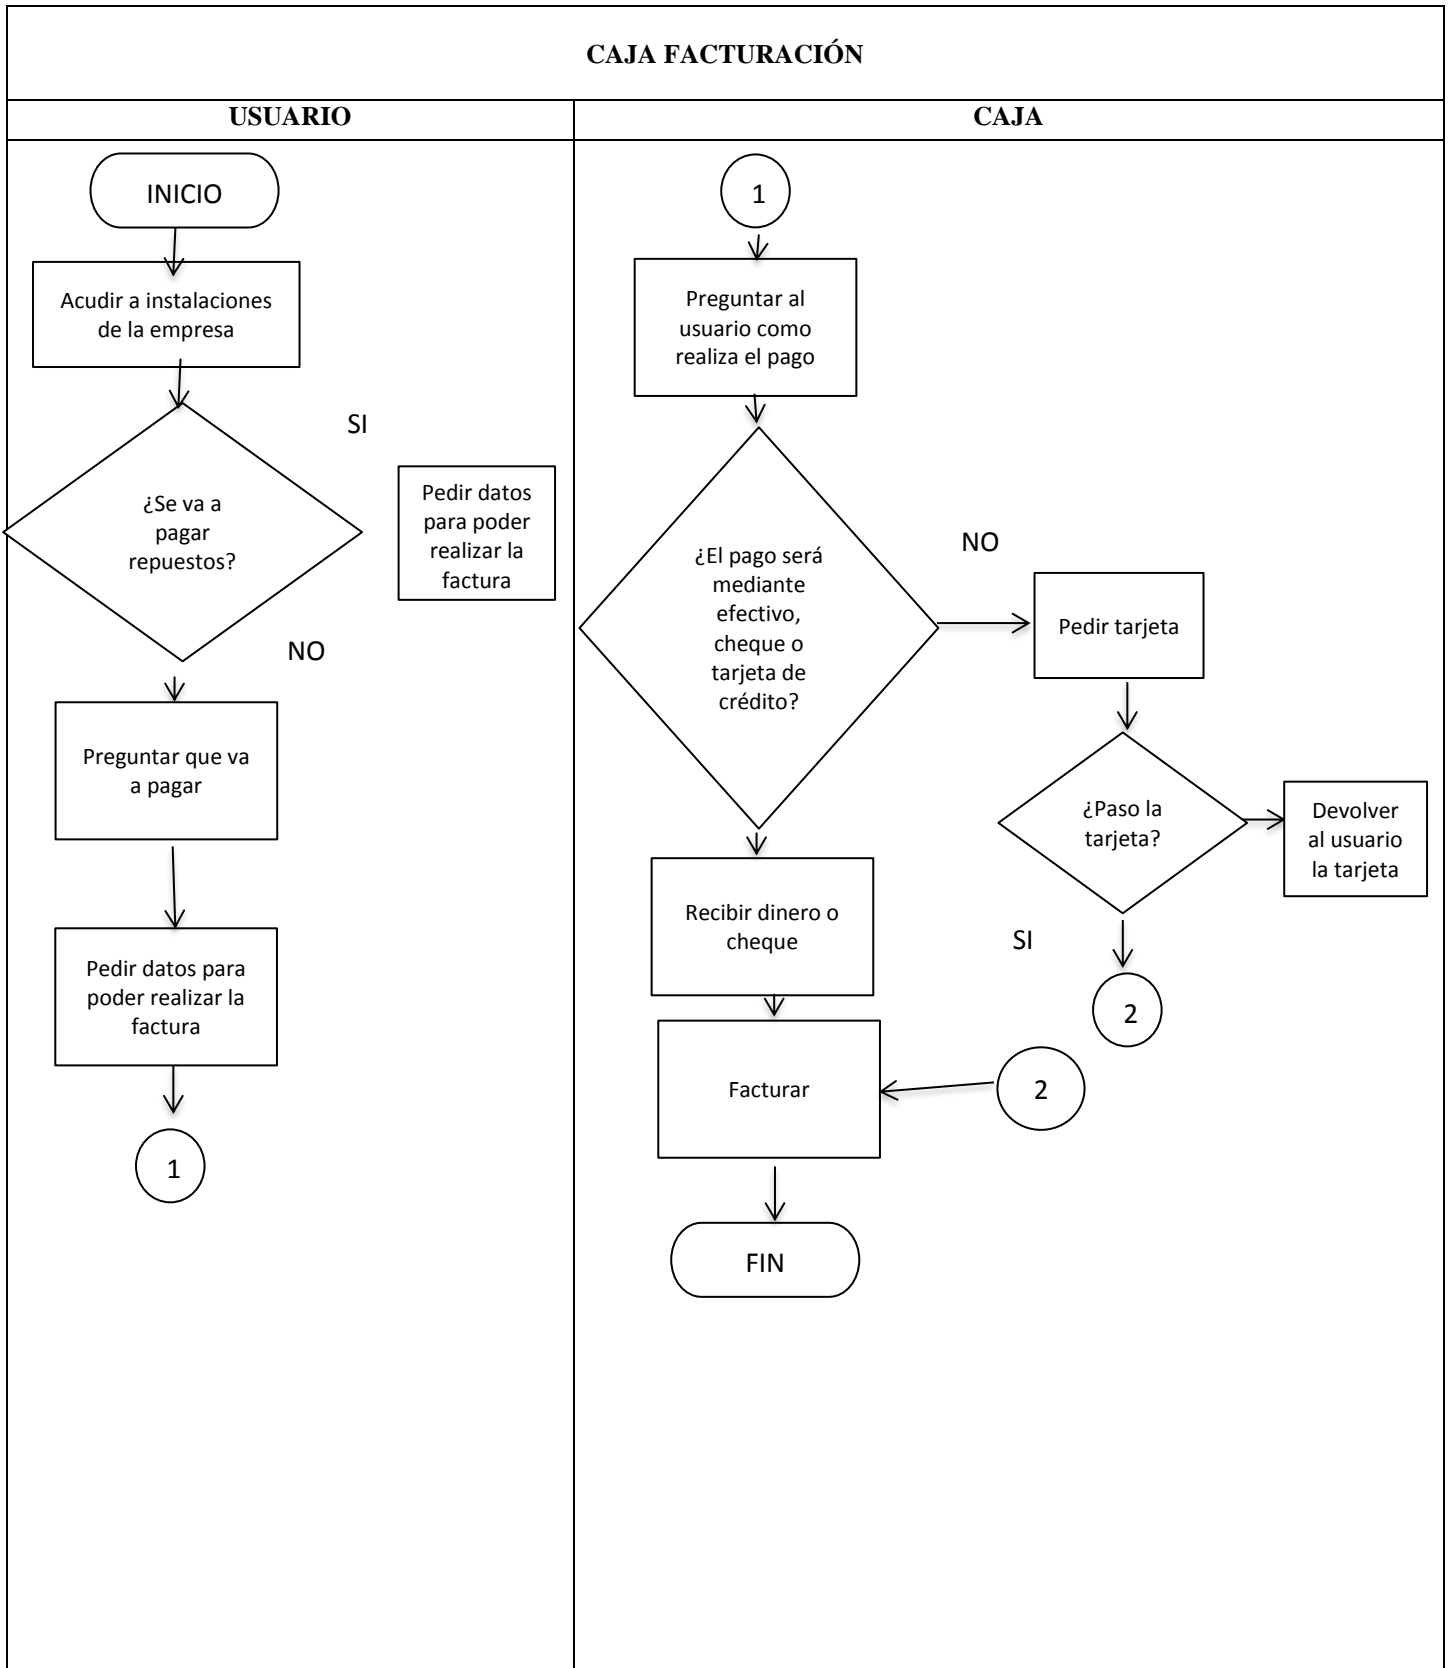 CAJA FACTURACIÓN
USUARIO
CAJA
INICIO
Acudir a instalaciones
de la empresa
SI
¿Se va a
pagar
repuestos?
Pedir datos
para poder
realizar la
factura
NO
Preguntar que va
a pagar
Pedir datos para
poder realizar la
factura
1
1
Preguntar al
usuario como
realiza el pago
¿El pago será
mediante
efectivo,
cheque o
tarjeta de
crédito?
NO
Pedir tarjeta
¿Paso la
tarjeta?
Devolver
al usuario
la tarjeta
SI
2
Recibir dinero o
cheque
Facturar
2
FIN